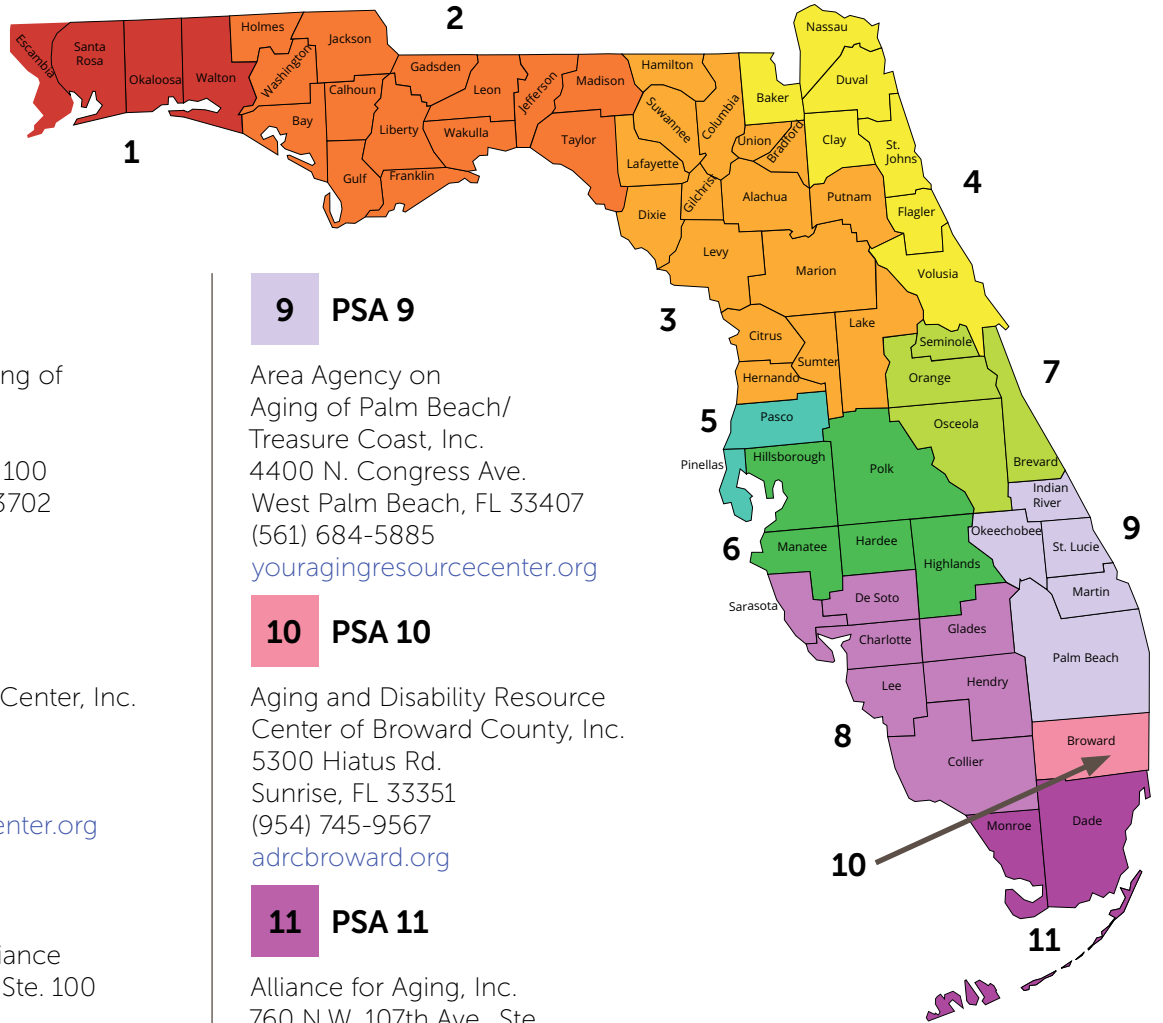 2
Holmes
Jackson
Escambia
Santa
Rosa
Okaloosa
Walton
Washington
Calhoun
Bay
Gulf
Liberty
Franklin
Gadsden
Leon
Wakulla
Jefferson
Madison
Taylor
1
Hamilton
Suwannee
Columbia
Lafayette
Dixie
Gilchrist
Union
Bradford
Alachua
Putnam
Levy
Marion
Citrus
Hernando
Sumter
Lake
3
Nassau
Duval
Baker
Clay
St.
Johns
Flagler
Volusia
4
Seminole
Orange
Osceola
Brevard
7
5
Pasco
Pinellas
Hillsborough
Polk
Manatee
Hardee
Highlands
6
Indian
River
Okeechobee
St. Lucie
Martin
Palm Beach
9
Sarasota
De Soto
Charlotte
Glades
Lee
Hendry
Collier
8
Broward
10
Monroe
Dade
11
ng of
100
3702
Center, Inc.
enter.org
iance
Ste. 100
9 PSA 9
Area Agency on
Aging of Palm Beach/
Treasure Coast, Inc.
4400 N. Congress Ave.
West Palm Beach, FL 33407
(561) 684-5885
youragingresourcecenter.org
10 PSA 10
Aging and Disability Resource
Center of Broward County, Inc.
5300 Hiatus Rd.
Sunrise, FL 33351
(954) 745-9567
adrcbroward.org
11 PSA 11
Alliance for Aging, Inc.
760 N.W. 107th Ave., Ste.